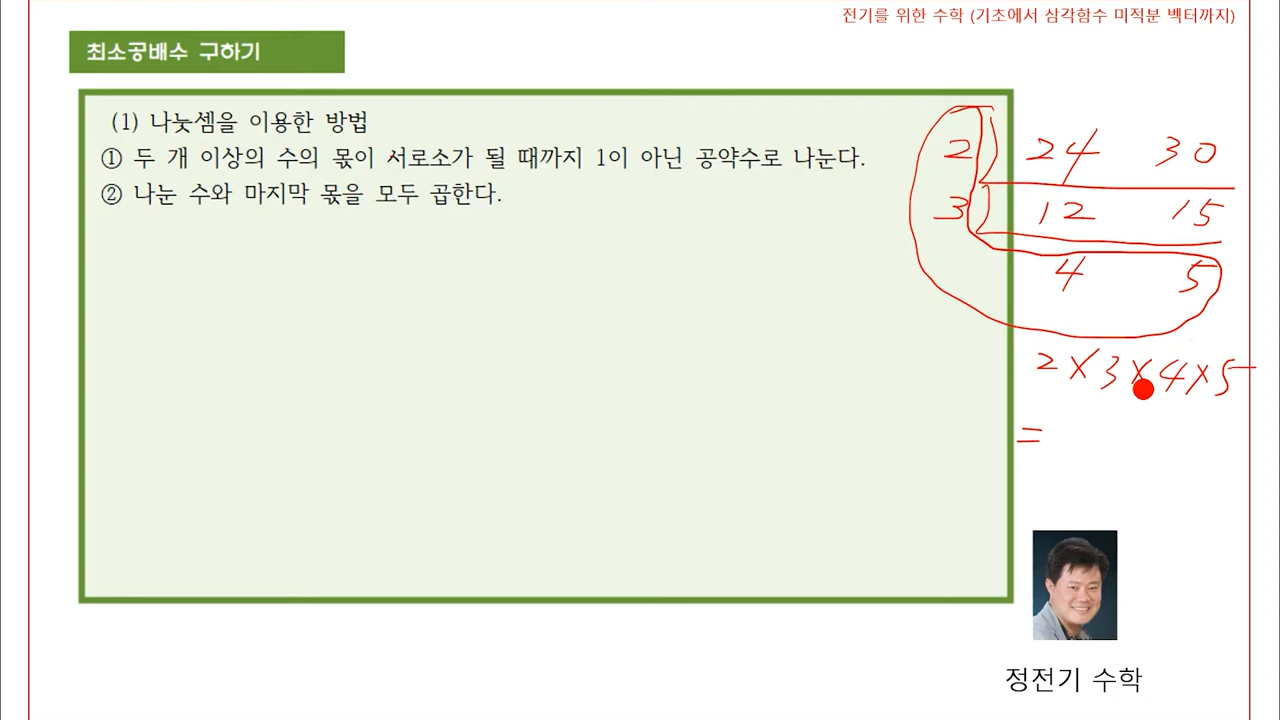 전기를 위한 수학 (기초에서 삼각함수 미적분 벡터까지)
최소공배수 구하기
(1) 나눗셈을 이용한 방법
① 두 개 이상의 수의 몫이 서로소가 될 때까지 1이 아닌 공약수로 나눈다.
② 나눈 수와 마지막 몫을 모두 곱한다.
2) 24 30
3) 12 15
4 5
2×3×4×5
=
정전기 수학